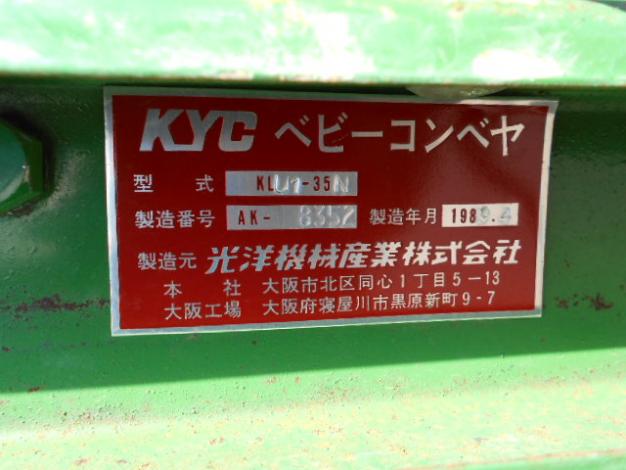 KYC ベビーコンベヤ
型式 KLU1-35N
製造番号 AK-8352 製造年月 1989.4
製造元 光洋機械産業株式会社
本社 大阪市北区同心1丁目5-13
大阪工場 大阪府寝屋川市黒原新町9-7